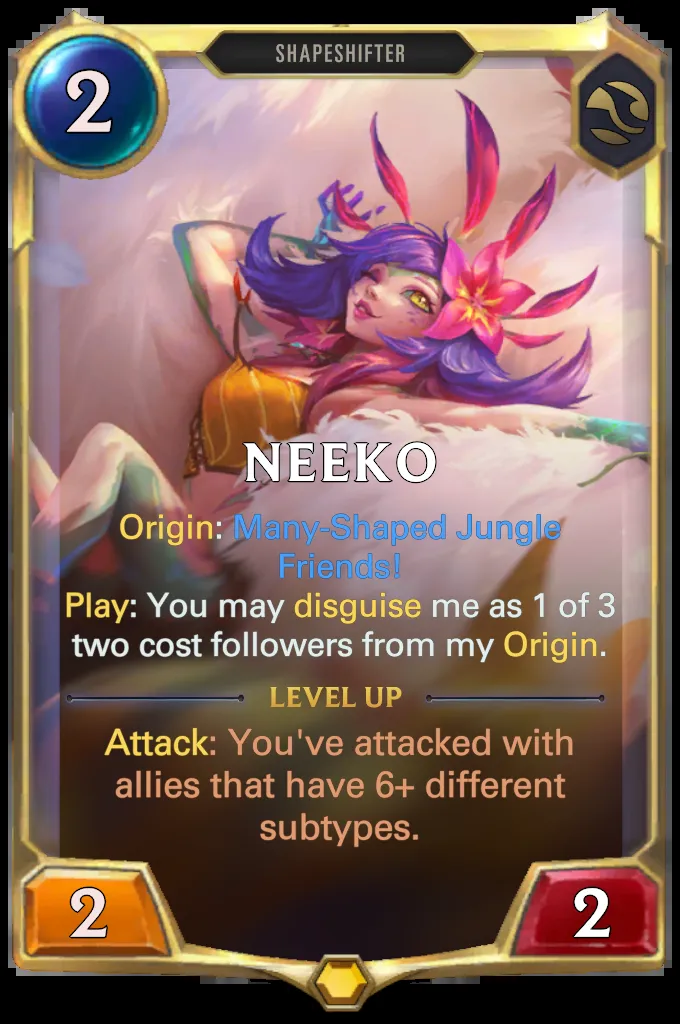 SHAPESHIFTER
2
NEEKO
Origin: Many-Shaped Jungle
Friends!
Play: You may disguise me as 1 of 3
two cost followers from my Origin.
LEVEL UP
Attack: You've attacked with
allies that have 6+ different
subtypes.
2
2